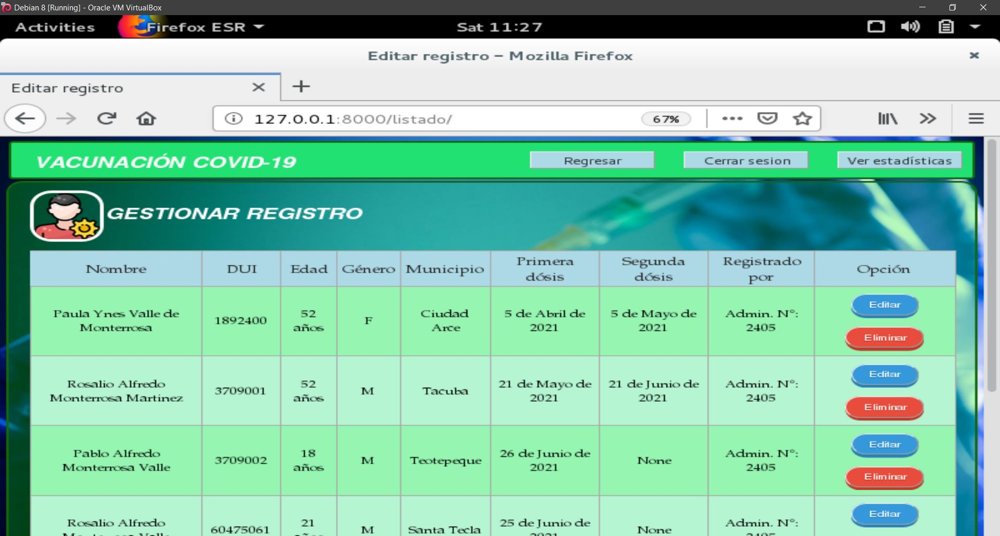 Debian 8 [Running] - Oracle VM VirtualBox
Activities Firefox ESR Sat 11:27
Editar registro – Mozilla Firefox
Editar registro
127.0.0.1:8000/listado/ 67%
VACUNACIÓN COVID-19 Regresar Cerrar sesion Ver estadísticas
GESTIONAR REGISTRO
Nombre DUI Edad Género Municipio Primera dósis Segunda dósis Registrado por Opción
Paula Ynes Valle de Monterrosa 1892400 52 años F Ciudad Arce 5 de Abril de 2021 5 de Mayo de 2021 Admin. N°: 2405 Editar
Eliminar
Rosalio Alfredo Monterrosa Martinez 3709001 52 años M Tacuba 21 de Mayo de 2021 21 de Junio de 2021 Admin. N°: 2405 Editar
Eliminar
Pablo Alfredo Monterrosa Valle 3709002 18 años M Teotepeque 26 de Junio de 2021 None Admin. N°: 2405 Editar
Eliminar
Rosalio Alfredo 60475061 21 M Santa Tecla 25 de Junio de None Admin. N°: Editar